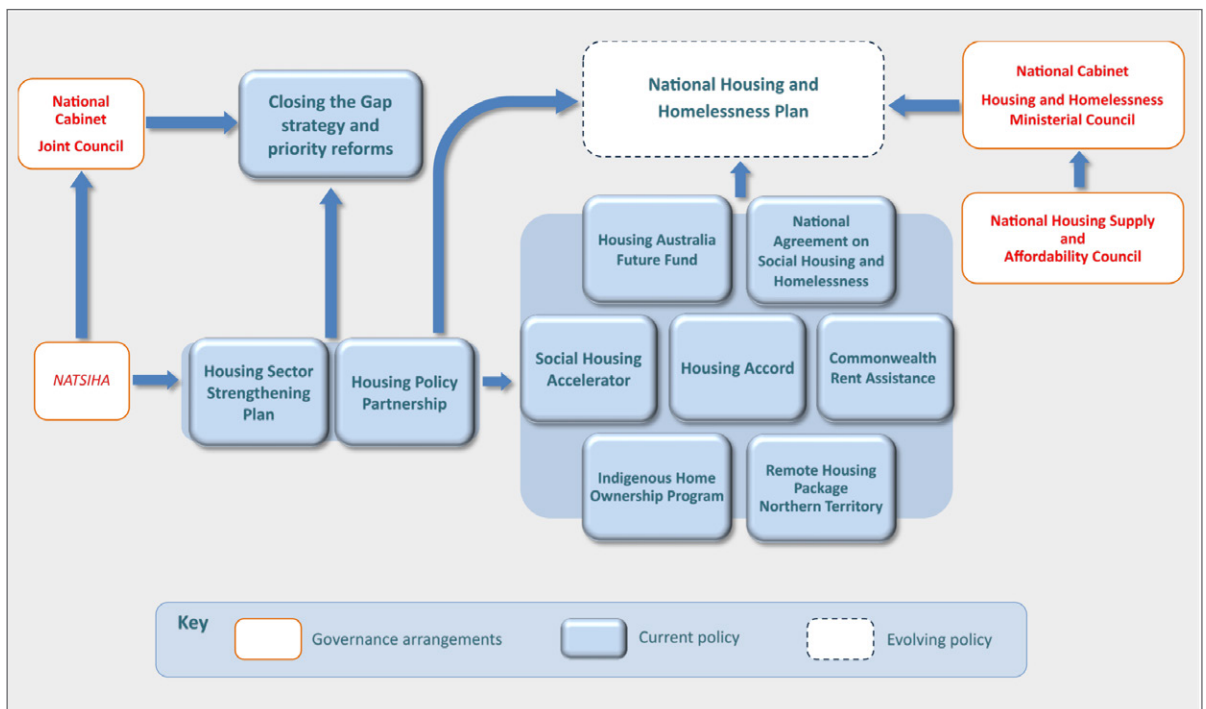 National
Cabinet
Joint Council
Closing the Gap
strategy and
priority reforms
National Housing and
Homelessness Plan
National Cabinet
Housing and Homelessness
Ministerial Council
National Housing Supply
and
Affordability Council
Housing Australia
Future Fund
National
Agreement on
Social Housing and
Homelessness
NATSIHA
Housing Sector
Strengthening
Plan
Housing Policy
Partnership
Social Housing
Accelerator
Housing Accord
Commonwealth
Rent Assistance
Indigenous Home
Ownership Program
Remote Housing
Package
Northern Territory
Key
Governance arrangements
Current policy
Evolving policy